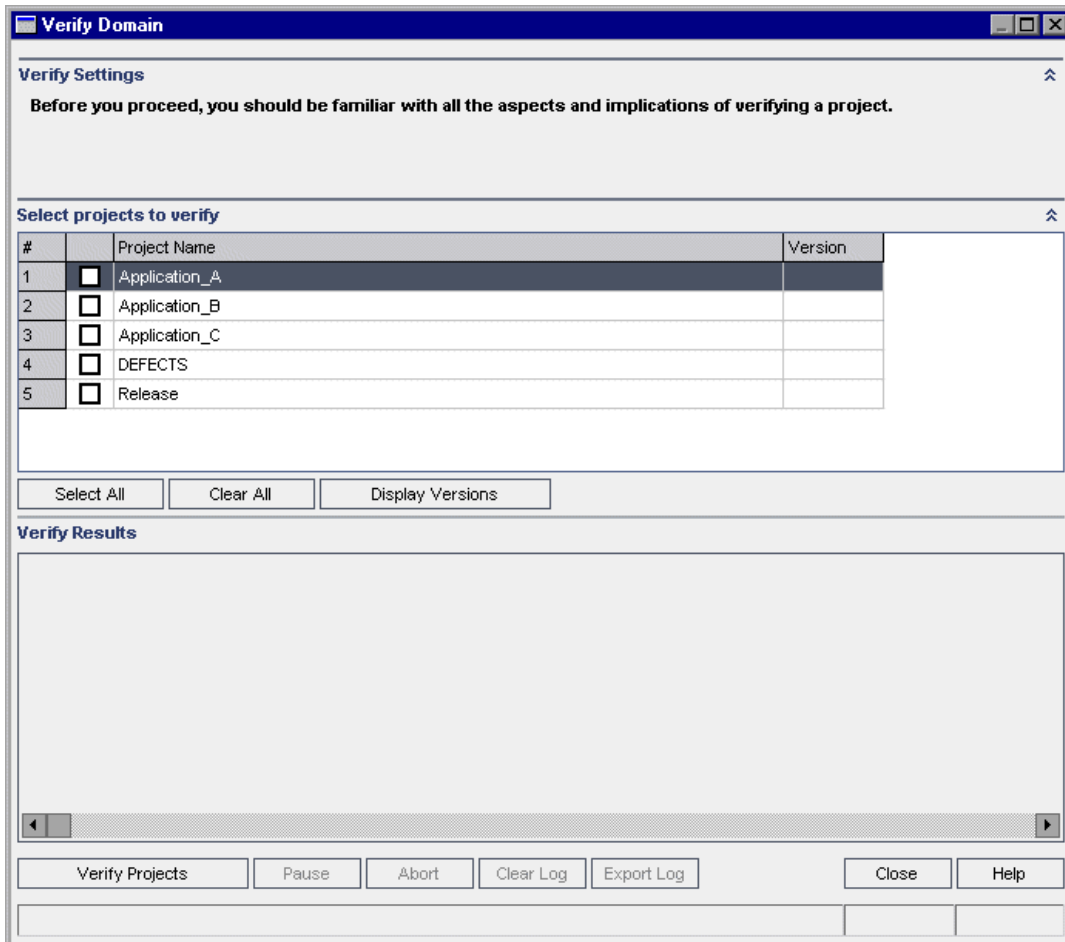 Verify Domain
Verify Settings
Before you proceed, you should be familiar with all the aspects and implications of verifying a project.
Select projects to verify
# Project Name Version
1 Application_A
2 Application_B
3 Application_C
4 DEFECTS
5 Release
Select All Clear All Display Versions
Verify Results
Verify Projects Pause Abort Clear Log Export Log Close Help